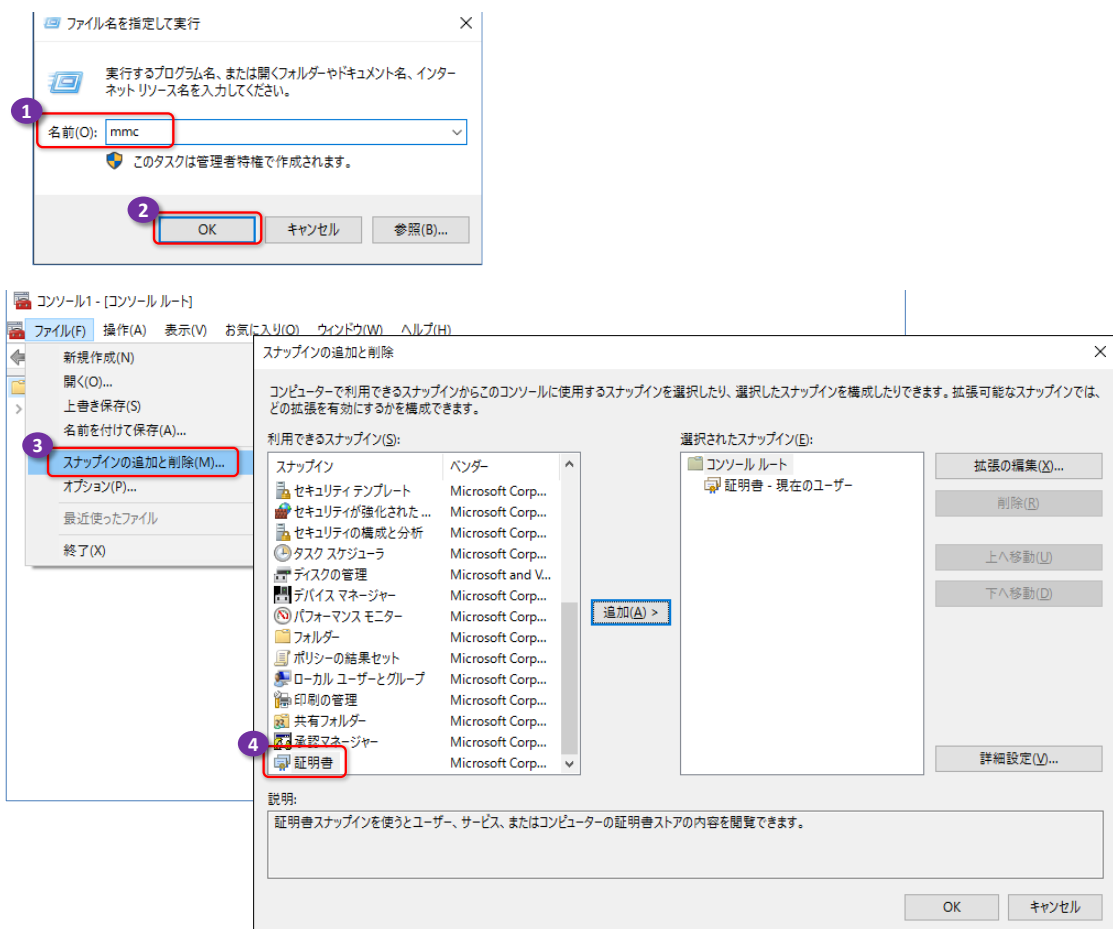 ファイル名を指定して実行
実行するプログラム名、または開くフォルダーやドキュメント名、インター
ネット リソース名を入力してください。
1
名前(O): mmc
このタスクは管理者特権で作成されます。
2
OK キャンセル 参照(B)...
コンソール1 - [コンソール ルート]
ファイル(F) 操作(A) 表示(V) お気に入り(O) ウィンドウ(W) ヘルプ(H)
新規作成(N)
開く(O)...
上書き保存(S)
名前を付けて保存(A)...
3
スナップインの追加と削除(M)...
オプション(P)...
最近使ったファイル
終了(X)
スナップインの追加と削除
コンピューターで利用できるスナップインからこのコンソールに使用するスナップインを選択したり、選択したスナップインを構成したりできます。拡張可能なスナップインでは、
どの拡張を有効にするかを構成できます。
利用できるスナップイン(S):
スナップイン ベンダー
セキュリティ テンプレート Microsoft Corp...
セキュリティが強化された ... Microsoft Corp...
セキュリティの構成と分析 Microsoft Corp...
タスク スケジューラ Microsoft Corp...
ディスクの管理 Microsoft and V...
デバイス マネージャー Microsoft Corp...
パフォーマンス モニター Microsoft Corp...
フォルダー Microsoft Corp...
ポリシーの結果セット Microsoft Corp...
ローカル ユーザーとグループ Microsoft Corp...
印刷の管理 Microsoft Corp...
共有フォルダー Microsoft Corp...
承認マネージャー Microsoft Corp...
4
証明書 Microsoft Corp...
追加(A) >
選択されたスナップイン(E):
コンソール ルート
証明書 - 現在のユーザー
拡張の編集(X)...
削除(R)
上へ移動(U)
下へ移動(D)
詳細設定(V)...
説明:
証明書スナップインを使うとユーザー、サービス、またはコンピューターの証明書ストアの内容を閲覧できます。
OK キャンセル